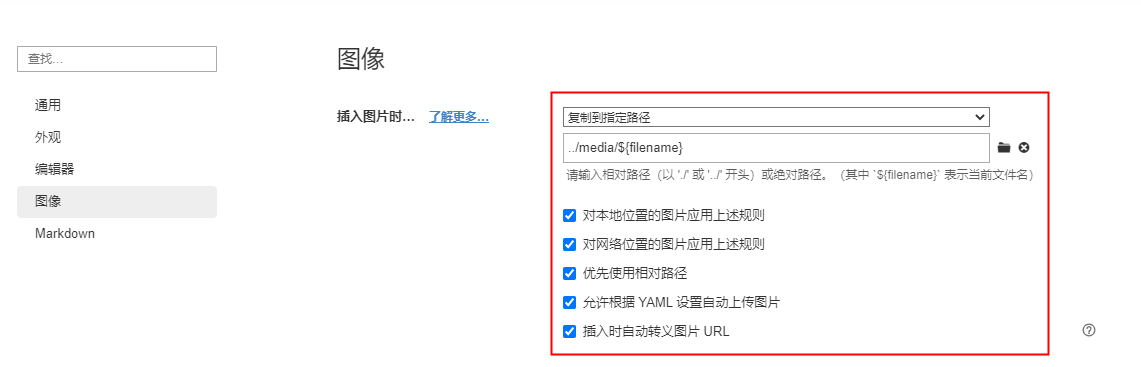 查找...
通用
外观
编辑器
图像
Markdown
图像
插入图片时... 了解更多...
复制到指定路径
../media/${filename}
请输入相对路径（以 './' 或 '../' 开头）或绝对路径。（其中 `${filename}` 表示当前文件名）
对本地位置的图片应用上述规则
对网络位置的图片应用上述规则
优先使用相对路径
允许根据 YAML 设置自动上传图片
插入时自动转义图片 URL